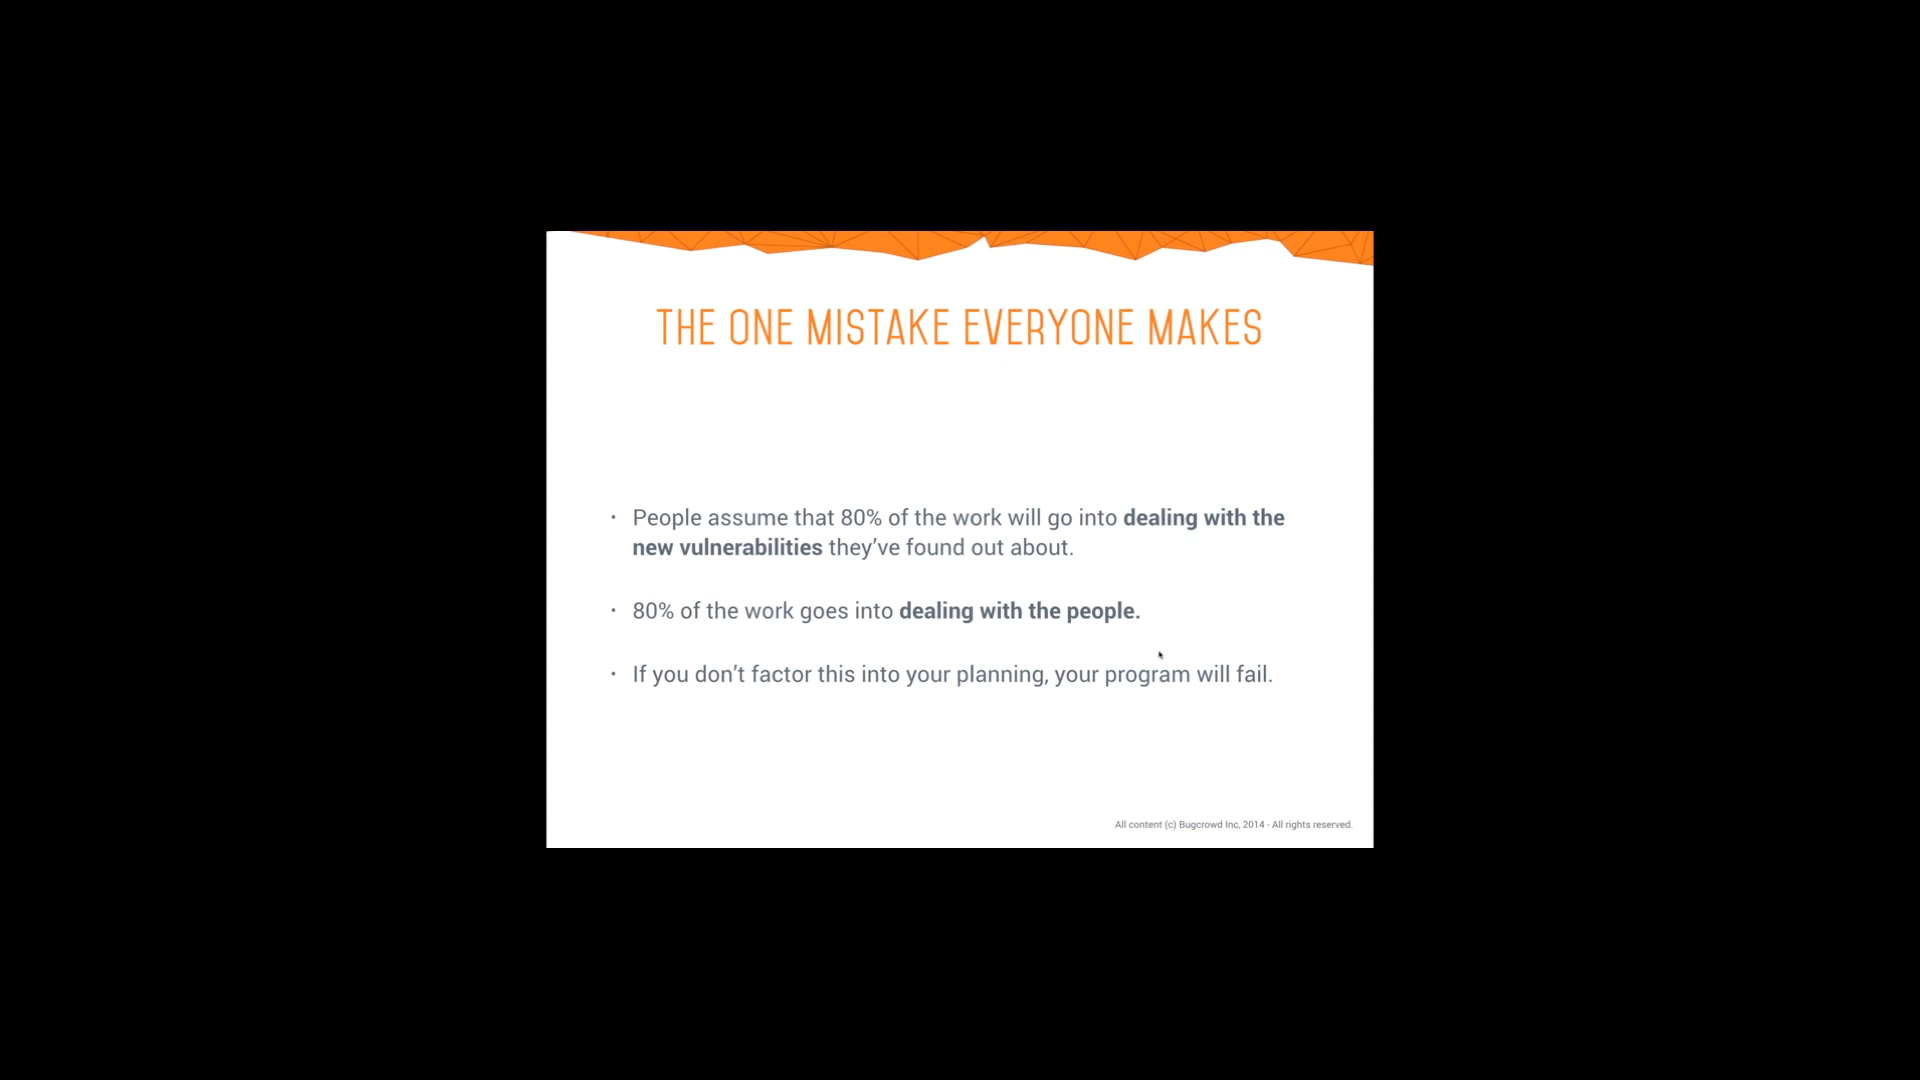 THE ONE MISTAKE EVERYONE MAKES
· People assume that 80% of the work will go into dealing with the
new vulnerabilities they’ve found out about.
· 80% of the work goes into dealing with the people.
· If you don’t factor this into your planning, your program will fail.
All content (c) Bugcrowd Inc, 2014 - All rights reserved.